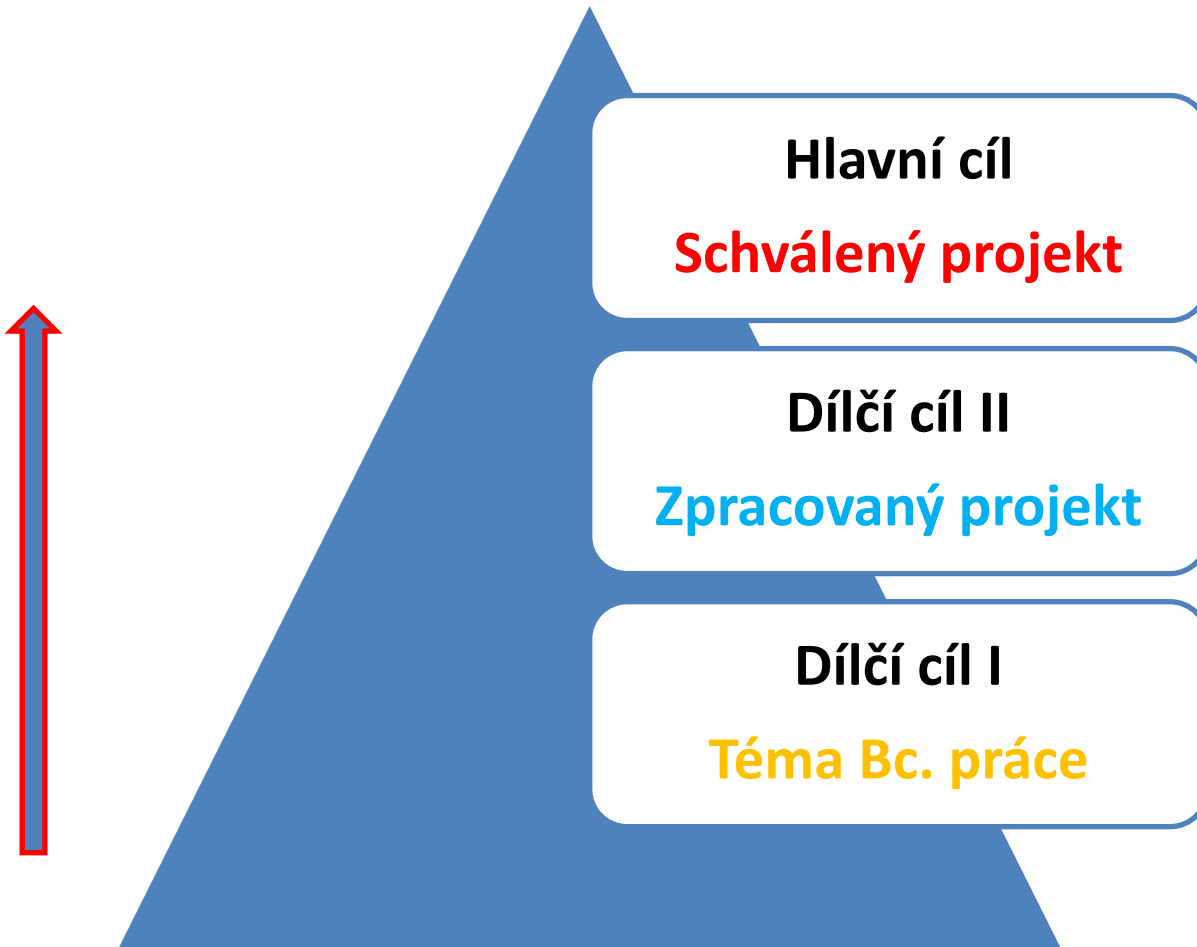 Hlavní cíl
Schválený projekt
Dílčí cíl II
Zpracovaný projekt
Dílčí cíl I
Téma Bc. práce